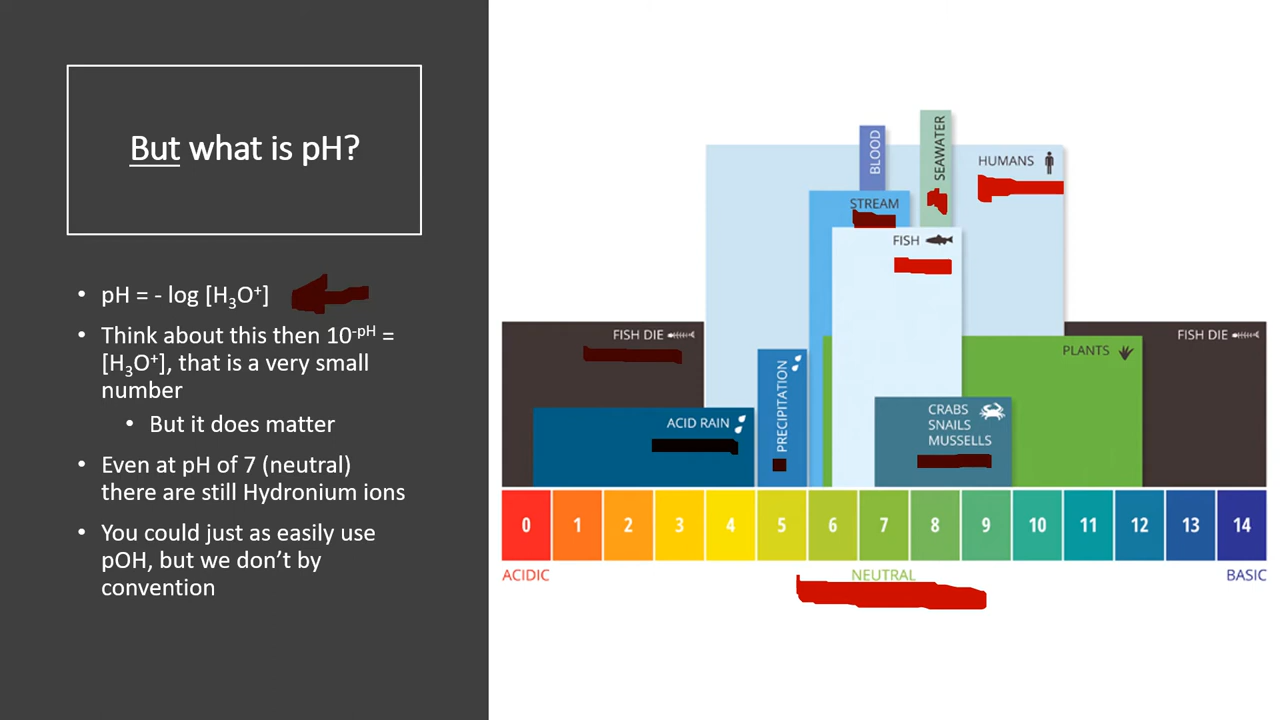 But what is pH?
• pH = - log [H₃O⁺]
• Think about this then 10⁻ᵖᴴ =
[H₃O⁺], that is a very small
number
• But it does matter
• Even at pH of 7 (neutral)
there are still Hydronium ions
• You could just as easily use
pOH, but we don’t by
convention
BLOOD
SEAWATER
HUMANS
STREAM
FISH
FISH DIE
FISH DIE
PLANTS
PRECIPITATION
ACID RAIN
CRABS
SNAILS
MUSSELLS
0 1 2 3 4 5 6 7 8 9 10 11 12 13 14
ACIDIC NEUTRAL BASIC